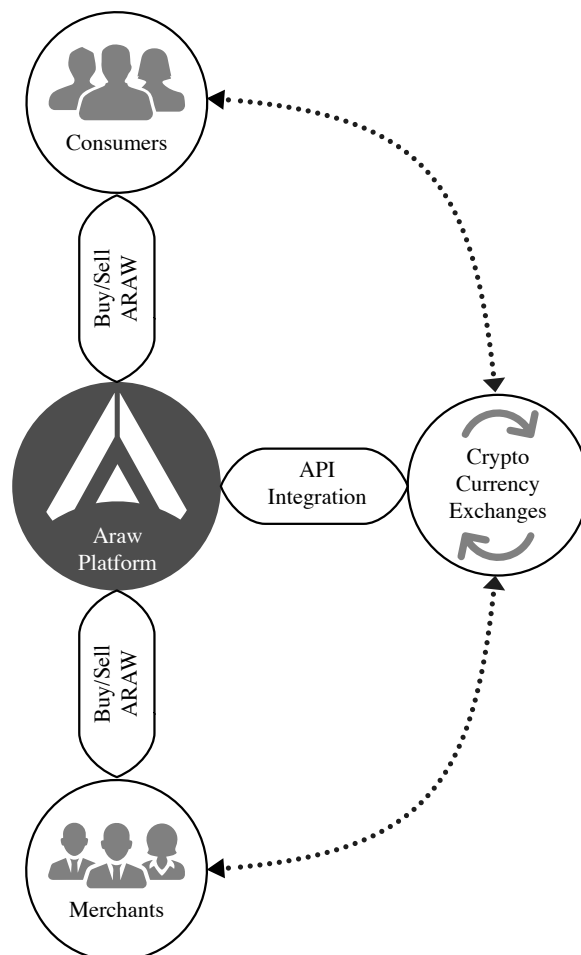 Consumers
Buy/Sell
ARAW
Araw
Platform
API
Integration
Crypto
Currency
Exchanges
Buy/Sell
ARAW
Merchants